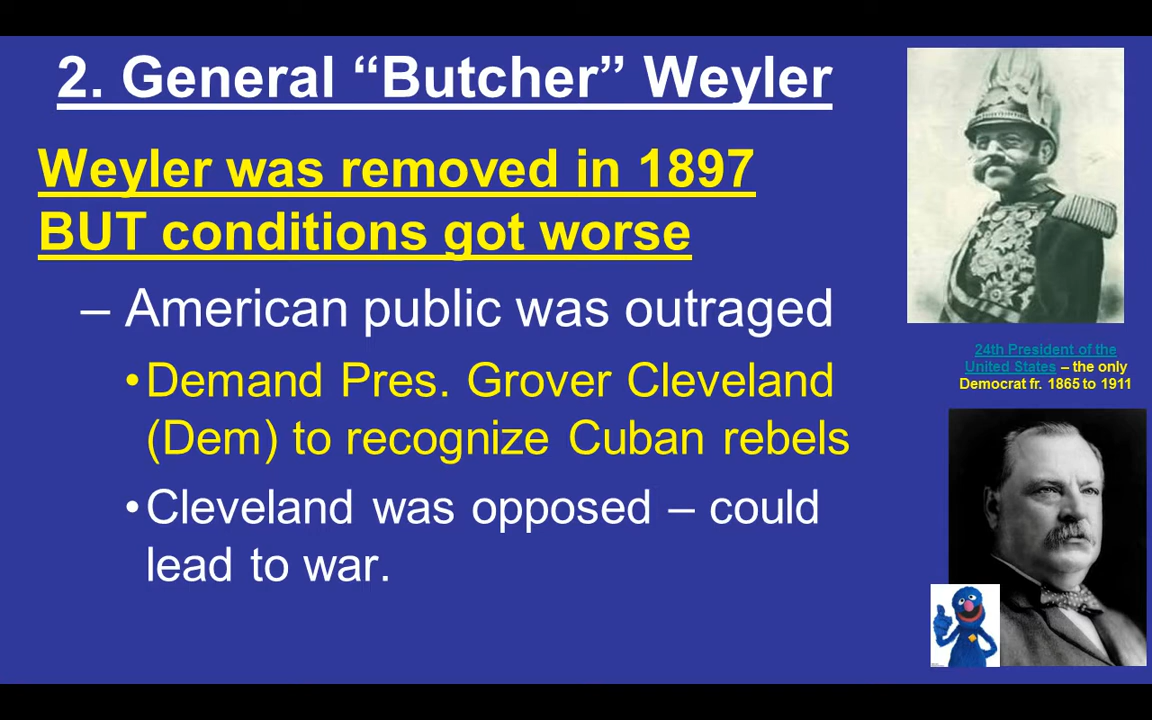 2. General “Butcher” Weyler
Weyler was removed in 1897
BUT conditions got worse
– American public was outraged
•Demand Pres. Grover Cleveland
(Dem) to recognize Cuban rebels
•Cleveland was opposed – could
lead to war.
24th President of the
United States – the only
Democrat fr. 1865 to 1911